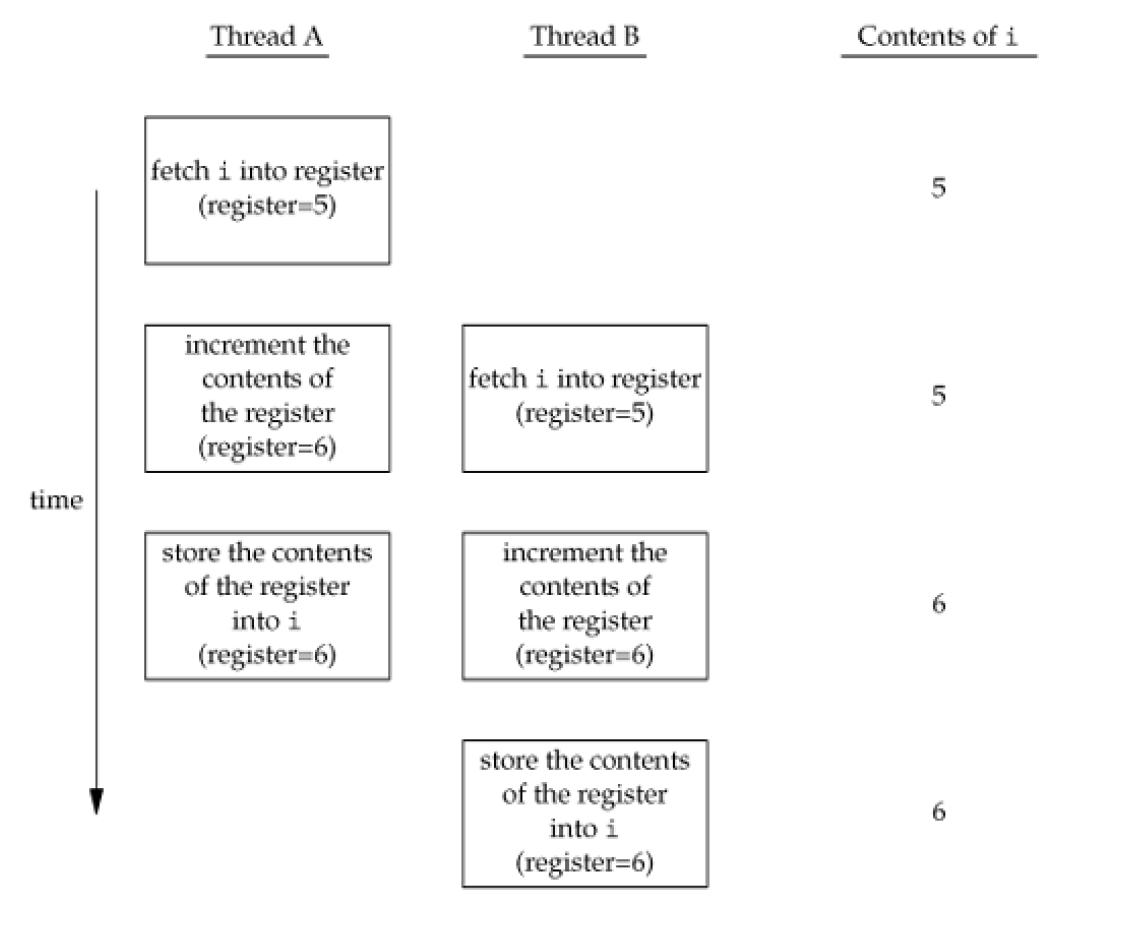 Thread A
Thread B
Contents of i
fetch i into register
(register=5)
5
increment the
contents of
the register
(register=6)
fetch i into register
(register=5)
5
time
store the contents
of the register
into i
(register=6)
increment the
contents of
the register
(register=6)
6
store the contents
of the register
into i
(register=6)
6